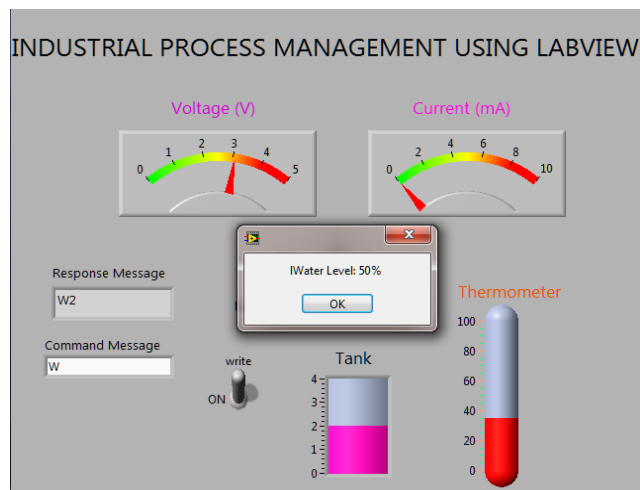 INDUSTRIAL PROCESS MANAGEMENT USING LABVIEW
Voltage (V)
Current (mA)
0 1 2 3 4 5
0 2 4 6 8 10
lWater Level: 50%
OK
Response Message
W2
Command Message
W
write
ON
Tank
4
3
2
1
0
Thermometer
100
80
60
40
20
0